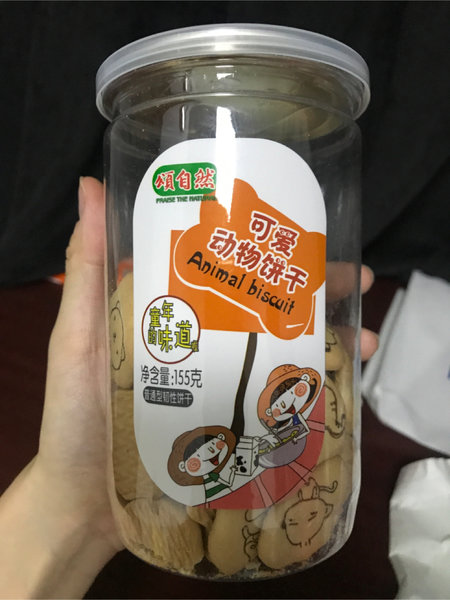 頌自然
PRAISE THE NATURAL
可爱
动物饼干
Animal biscuit
童年
的味道
净含量:155克
普通型韧性饼干